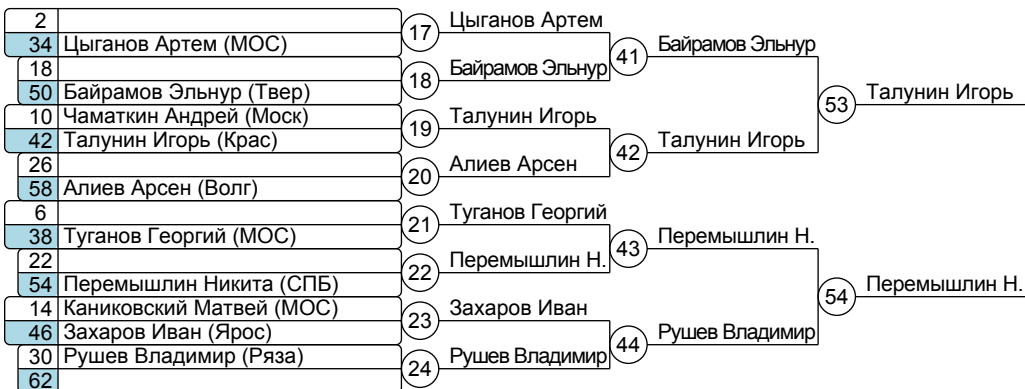 2
34 Цыганов Артем (МОС)
18
50 Байрамов Эльнур (Твер)
10 Чаматкин Андрей (Моск)
42 Талунин Игорь (Крас)
26
58 Алиев Арсен (Волг)
6
38 Туганов Георгий (МОС)
22
54 Перемышлин Никита (СПБ)
14 Каниковский Матвей (МОС)
46 Захаров Иван (Ярос)
30 Рушев Владимир (Ряза)
62
17 Цыганов Артем
18 Байрамов Эльнур
19 Талунин Игорь
20 Алиев Арсен
21 Туганов Георгий
22 Перемышлин Н.
23 Захаров Иван
24 Рушев Владимир
41 Байрамов Эльнур
42 Талунин Игорь
43 Перемышлин Н.
44 Рушев Владимир
53 Талунин Игорь
54 Перемышлин Н.